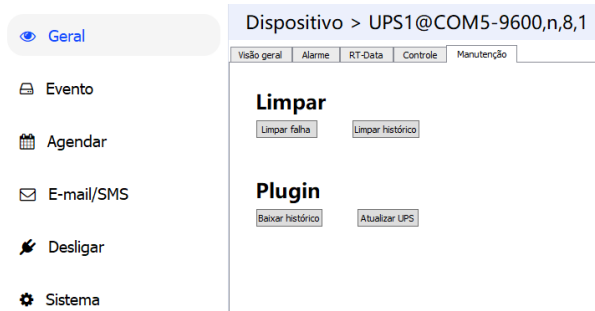 Geral
Evento
Agendar
E-mail/SMS
Desligar
Sistema
Dispositivo > UPS1@COM5-9600,n,8,1
Visão geral Alarme RT-Data Controle Manutenção
Limpar
Limpar falha Limpar histórico
Plugin
Baixar histórico Atualizar UPS